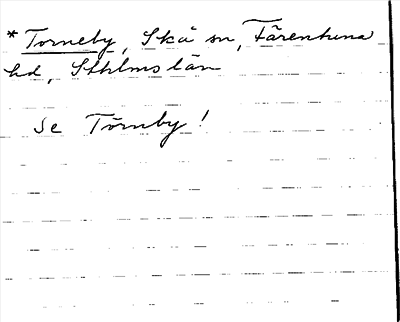 * Torneby, Skå sn, Färentuna
hd, Sthlms län
Se Törnby!